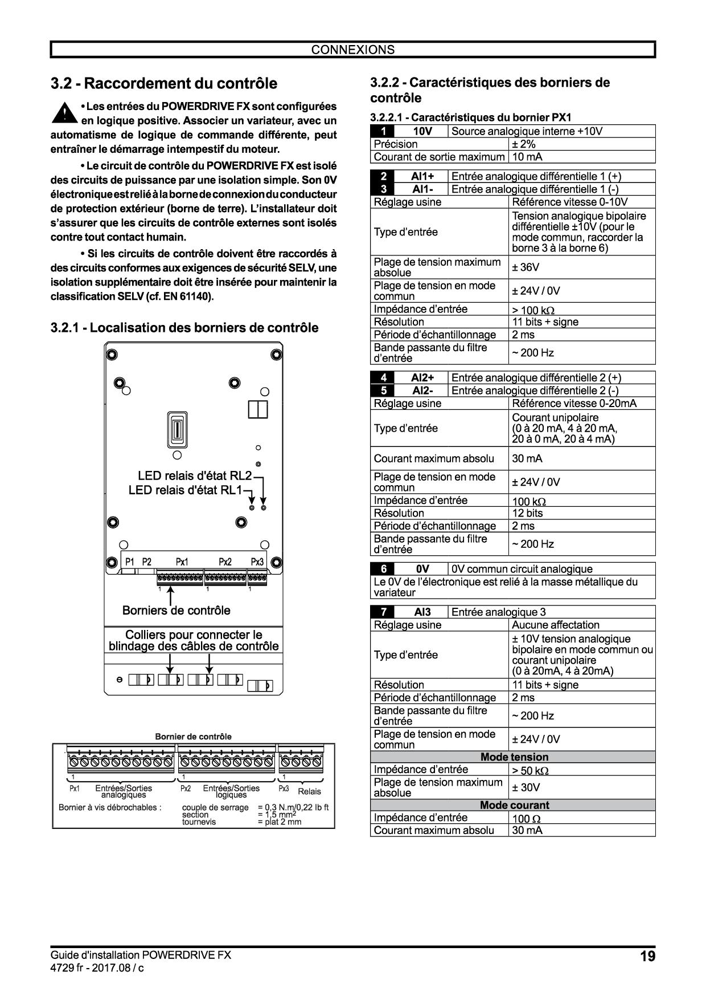 CONNEXIONS
3.2 - Raccordement du contrôle
!
• Les entrées du POWERDRIVE FX sont configurées
en logique positive. Associer un variateur, avec un
automatisme de logique de commande différente, peut
entraîner le démarrage intempestif du moteur.
• Le circuit de contrôle du POWERDRIVE FX est isolé
des circuits de puissance par une isolation simple. Son 0V
électronique est relié à la borne de connexion du conducteur
de protection extérieur (borne de terre). L'installateur doit
s'assurer que les circuits de contrôle externes sont isolés
contre tout contact humain.
• Si les circuits de contrôle doivent être raccordés à
des circuits conformes aux exigences de sécurité SELV, une
isolation supplémentaire doit être insérée pour maintenir la
classification SELV (cf. EN 61140).
3.2.1 - Localisation des borniers de contrôle
LED relais d'état RL2
LED relais d'état RL1
P1 P2 Px1 Px2 Px3
1 1 1
Borniers de contrôle
Colliers pour connecter le
blindage des câbles de contrôle
Bornier de contrôle
1 1 1
Px1 Entrées/Sorties Px2 Entrées/Sorties Px3 Relais
analogiques logiques
Bornier à vis débrochables : couple de serrage = 0,3 N.m/0,22 lb ft
section = 1,5 mm²
tournevis = plat 2 mm
3.2.2 - Caractéristiques des borniers de
contrôle
3.2.2.1 - Caractéristiques du bornier PX1
1 10V Source analogique interne +10V
Précision ± 2%
Courant de sortie maximum 10 mA
2 AI1+ Entrée analogique différentielle 1 (+)
3 AI1- Entrée analogique différentielle 1 (-)
Réglage usine Référence vitesse 0-10V
Type d'entrée Tension analogique bipolaire
différentielle ±10V (pour le
mode commun, raccorder la
borne 3 à la borne 6)
Plage de tension maximum
absolue ± 36V
Plage de tension en mode
commun ± 24V / 0V
Impédance d'entrée > 100 kΩ
Résolution 11 bits + signe
Période d'échantillonnage 2 ms
Bande passante du filtre
d'entrée ~ 200 Hz
4 AI2+ Entrée analogique différentielle 2 (+)
5 AI2- Entrée analogique différentielle 2 (-)
Réglage usine Référence vitesse 0-20mA
Type d'entrée Courant unipolaire
(0 à 20 mA, 4 à 20 mA,
20 à 0 mA, 20 à 4 mA)
Courant maximum absolu 30 mA
Plage de tension en mode
commun ± 24V / 0V
Impédance d'entrée 100 kΩ
Résolution 12 bits
Période d'échantillonnage 2 ms
Bande passante du filtre
d'entrée ~ 200 Hz
6 0V 0V commun circuit analogique
Le 0V de l'électronique est relié à la masse métallique du
variateur
7 AI3 Entrée analogique 3
Réglage usine Aucune affectation
Type d'entrée ± 10V tension analogique
bipolaire en mode commun ou
courant unipolaire
(0 à 20mA, 4 à 20mA)
Résolution 11 bits + signe
Période d'échantillonnage 2 ms
Bande passante du filtre
d'entrée ~ 200 Hz
Plage de tension en mode
commun ± 24V / 0V
Mode tension
Impédance d'entrée > 50 kΩ
Plage de tension maximum
absolue ± 30V
Mode courant
Impédance d'entrée 100 Ω
Courant maximum absolu 30 mA
Guide d'installation POWERDRIVE FX
4729 fr - 2017.08 / c
19